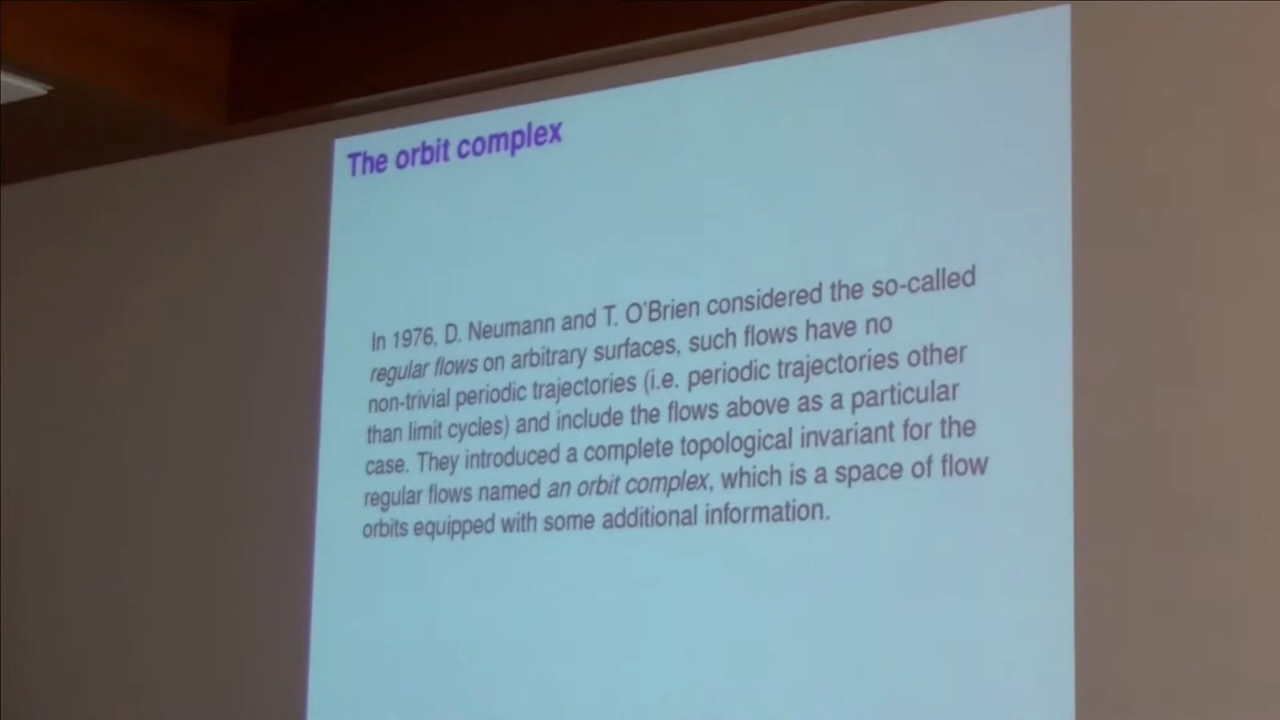 The orbit complex
In 1976, D. Neumann and T. O'Brien considered the so-called
regular flows on arbitrary surfaces, such flows have no
non-trivial periodic trajectories (i.e. periodic trajectories other
than limit cycles) and include the flows above as a particular
case. They introduced a complete topological invariant for the
regular flows named an orbit complex, which is a space of flow
orbits equipped with some additional information.